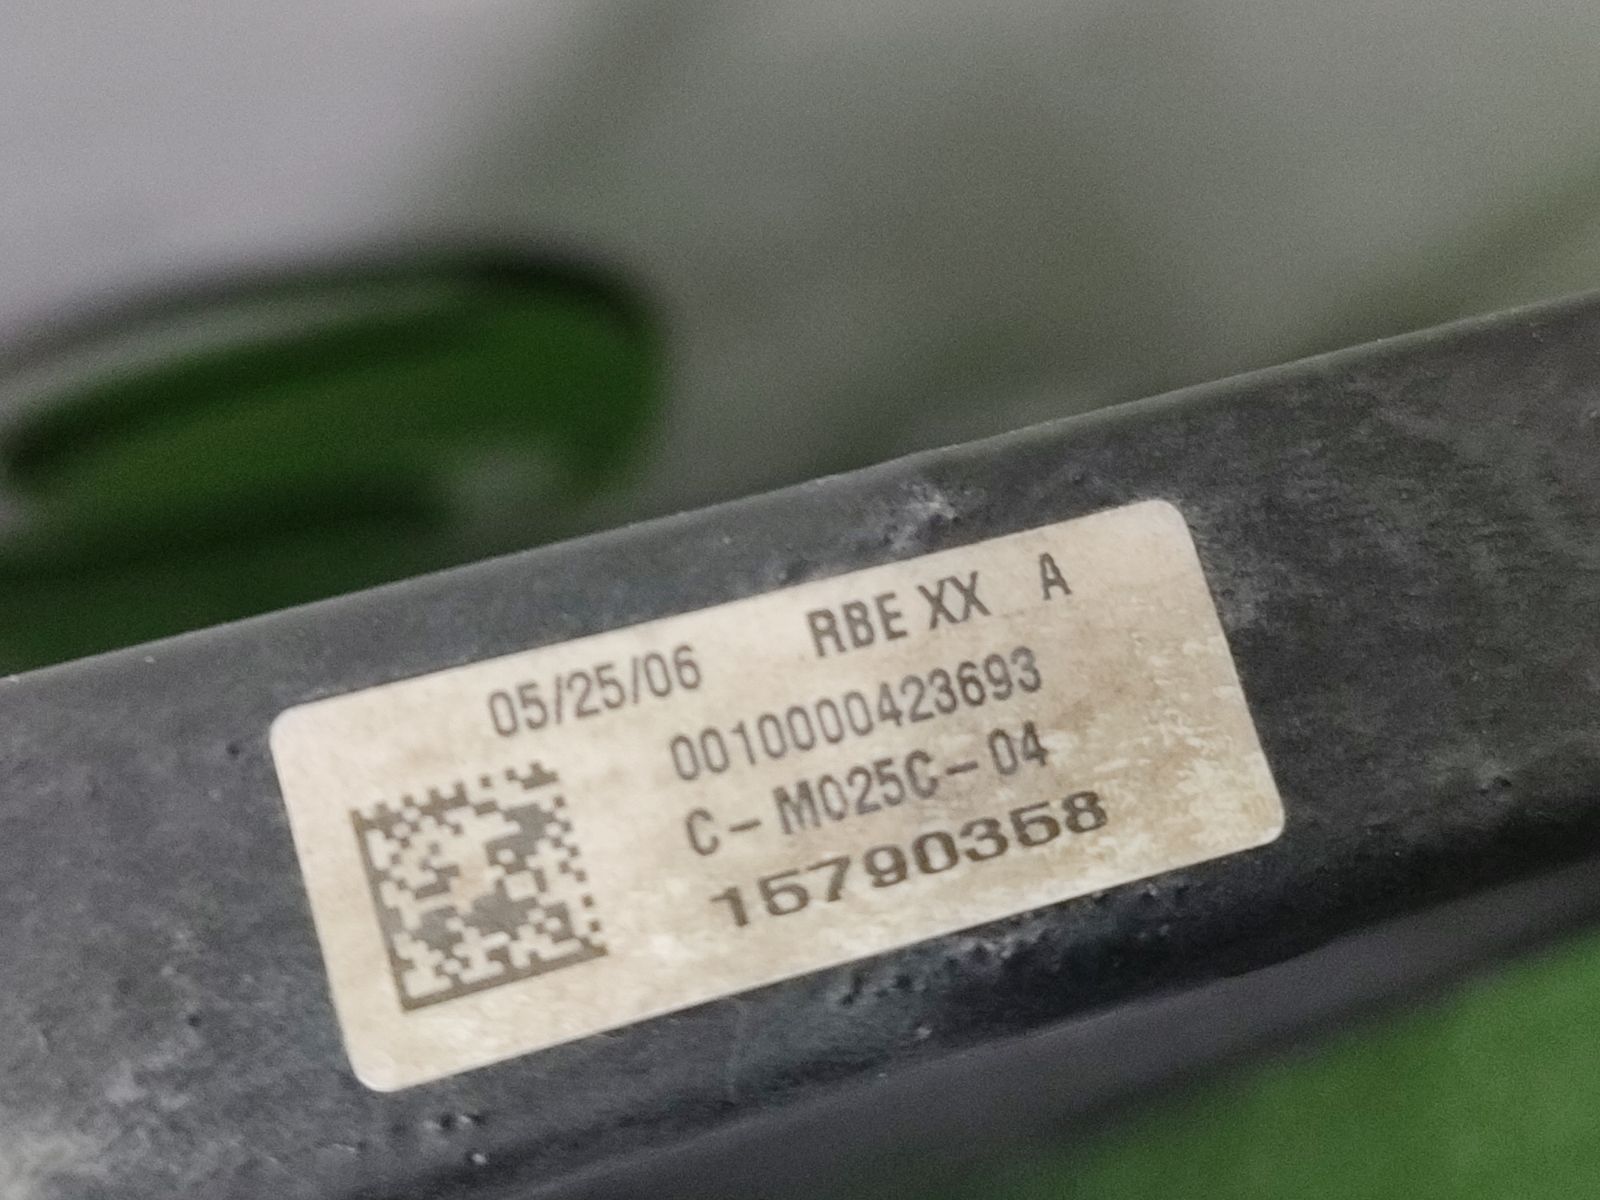 05/25/06 RBE XX A
0010000423693
C-M025C-04
15790358